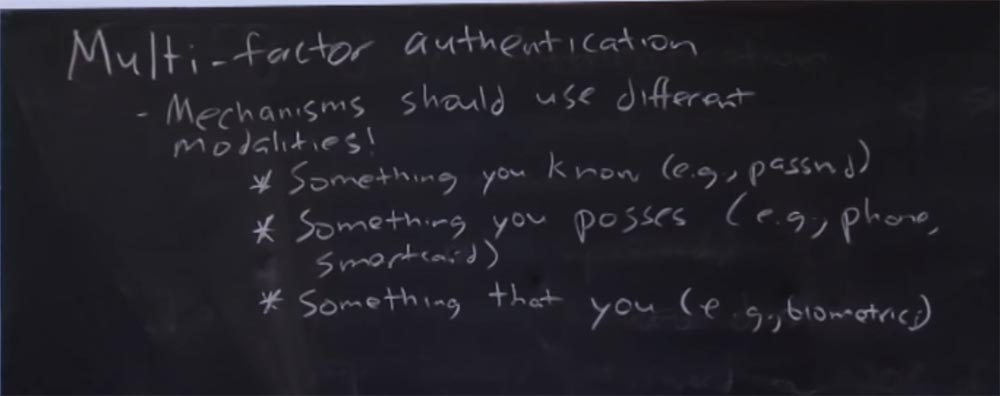 Multi-factor authentication
- Mechanisms should use different
modalities!
* Something you know (e.g., passwd)
* Something you posses (e.g., phone,
smartcard)
* Something that you (e.g., biometrics)